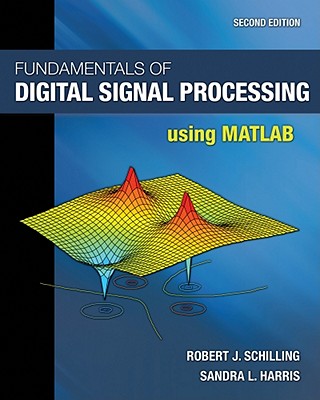 SECOND EDITION
FUNDAMENTALS OF
DIGITAL SIGNAL PROCESSING
using MATLAB
ROBERT J. SCHILLING
SANDRA L. HARRIS